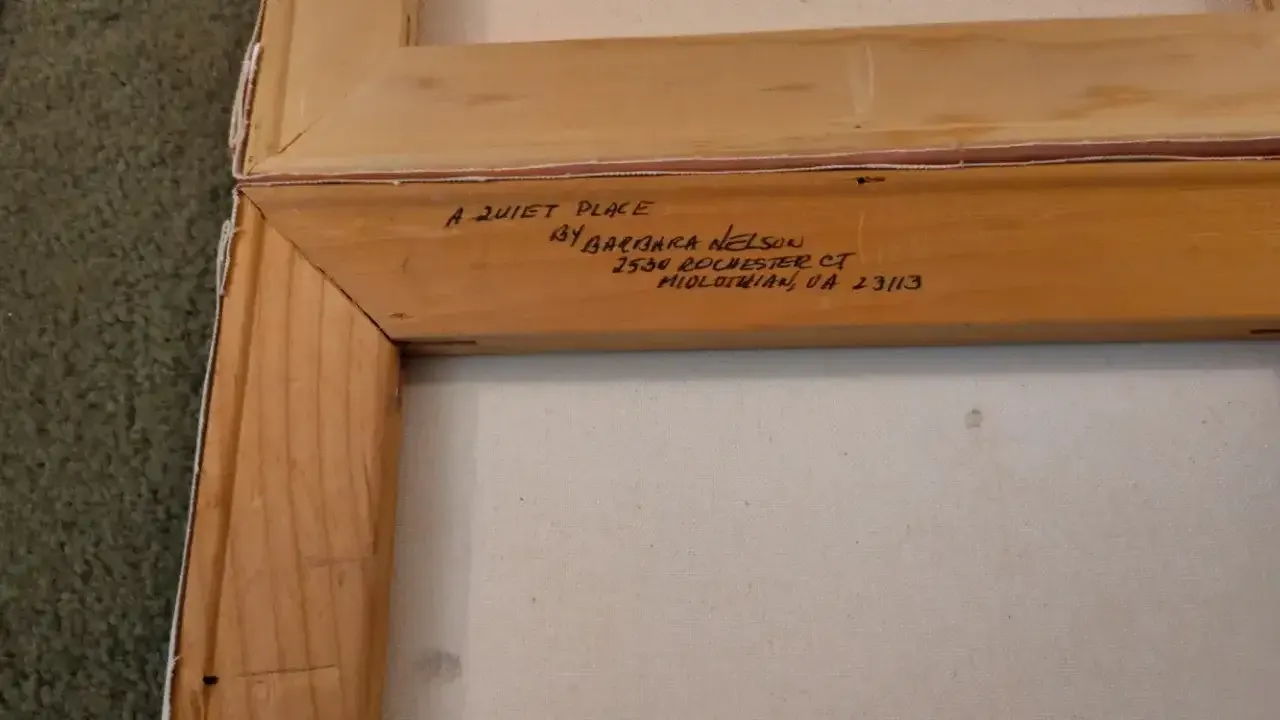 A QUIET PLACE
BY BARBARA NELSON
2530 ROCHESTER CT
MIDLOTHIAN, VA 23113